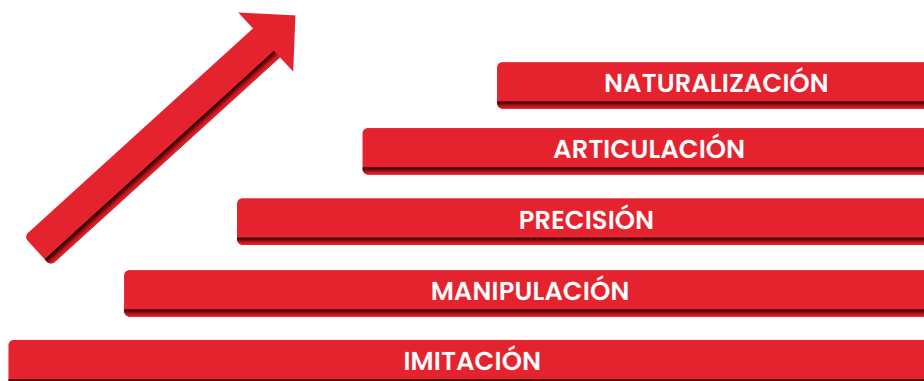 NATURALIZACIÓN
ARTICULACIÓN
PRECISIÓN
MANIPULACIÓN
IMITACIÓN